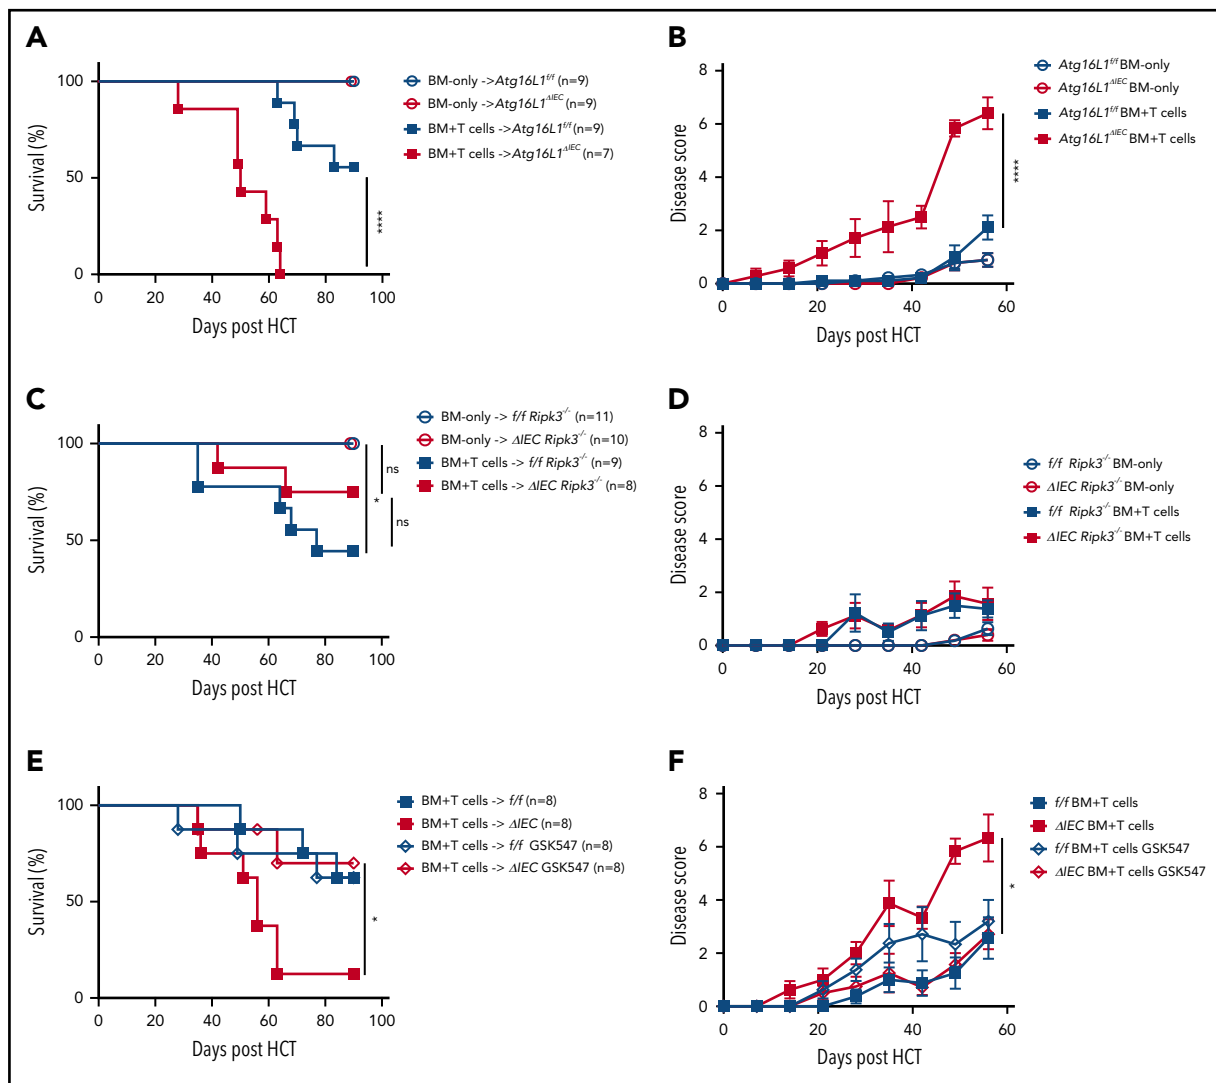 A
100
50
0
Survival (%)
0 20 40 60 80 100
Days post HCT
BM-only ->Atg16L1f/f (n=9)
BM-only ->Atg16L1ΔIEC (n=9)
BM+T cells ->Atg16L1f/f (n=9)
BM+T cells ->Atg16L1ΔIEC (n=7)
****
B
8
6
4
2
0
Disease score
0 20 40 60
Days post HCT
Atg16L1f/f BM-only
Atg16L1ΔIEC BM-only
Atg16L1f/f BM+T cells
Atg16L1ΔIEC BM+T cells
****
C
100
50
0
Survival (%)
0 20 40 60 80 100
Days post HCT
BM-only -> f/f Ripk3-/- (n=11)
BM-only -> ΔIEC Ripk3-/- (n=10)
BM+T cells -> f/f Ripk3-/- (n=9)
BM+T cells -> ΔIEC Ripk3-/- (n=8)
ns
*
ns
D
8
6
4
2
0
Disease score
0 20 40 60
Days post HCT
f/f Ripk3-/- BM-only
ΔIEC Ripk3-/- BM-only
f/f Ripk3-/- BM+T cells
ΔIEC Ripk3-/- BM+T cells
E
100
50
0
Survival (%)
0 20 40 60 80 100
Days post HCT
BM+T cells -> f/f (n=8)
BM+T cells -> ΔIEC (n=8)
BM+T cells -> f/f GSK547 (n=8)
BM+T cells -> ΔIEC GSK547 (n=8)
*
F
8
6
4
2
0
Disease score
0 20 40 60
Days post HCT
f/f BM+T cells
ΔIEC BM+T cells
f/f BM+T cells GSK547
ΔIEC BM+T cells GSK547
*